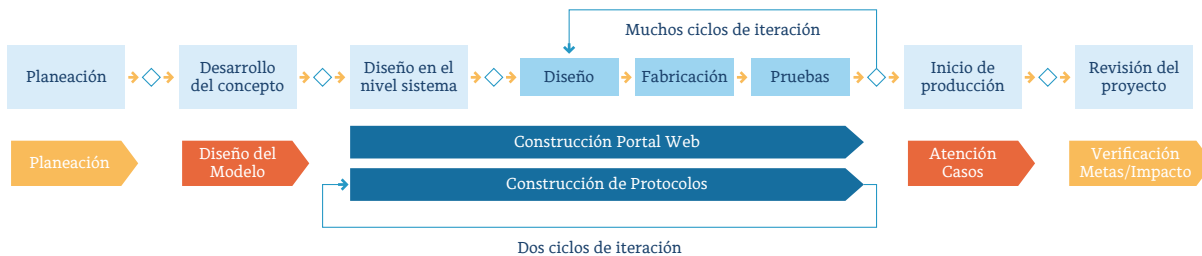 Muchos ciclos de iteración
Planeación
Desarrollo
del concepto
Diseño en el
nivel sistema
Diseño
Fabricación
Pruebas
Inicio de
producción
Revisión del
proyecto
Planeación
Diseño del
Modelo
Construcción Portal Web
Construcción de Protocolos
Atención
Casos
Verificación
Metas/Impacto
Dos ciclos de iteración